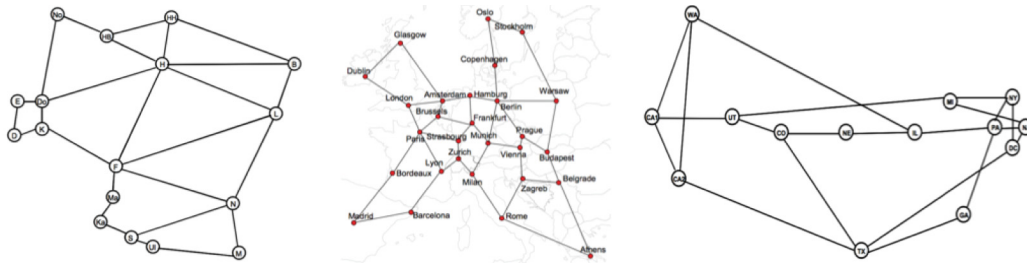 No
HH
HB
H
B
E
Do
L
D
K
F
Ma
N
Ka
S
Ul
M
Oslo
Stockholm
Glasgow
Copenhagen
Dublin
Amsterdam
Hamburg
Warsaw
London
Berlin
Brussels
Frankfurt
Paris
Strasbourg
Munich
Prague
Zurich
Vienna
Budapest
Lyon
Bordeaux
Milan
Zagreb
Belgrade
Madrid
Barcelona
Rome
Athens
WA
MI
NY
CA1
UT
CO
NE
IL
PA
DC
CA2
GA
TX